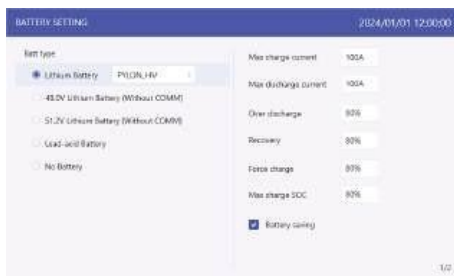 BATTERY SETTING
2024/01/01 12:00:00
Batt type
Lithium Battery
PYLON_HV
48.0V Lithium Battery (Without COMM)
51.2V Lithium Battery (Without COMM)
Lead-acid Battery
No Battery
Max charge current 100A
Max discharge current 100A
Over discharge 80%
Recovery 80%
Force charge 80%
Max charge SOC 80%
Battery saving
1/2